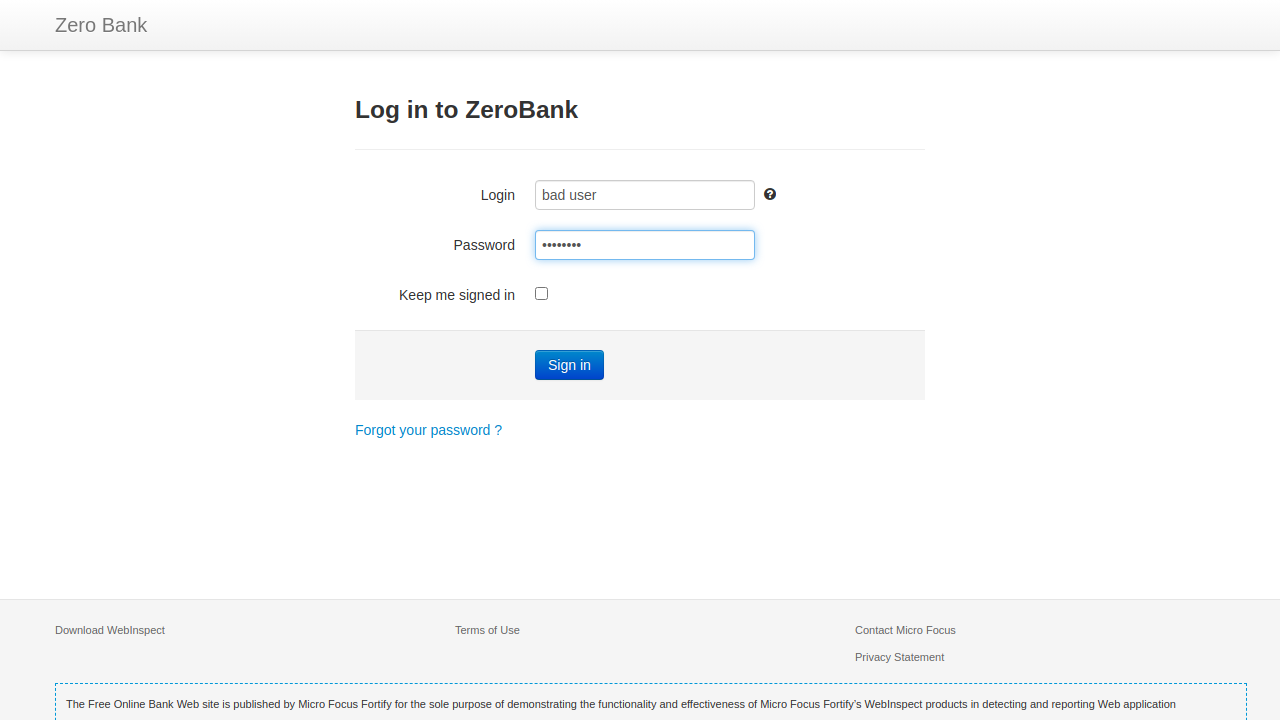 Zero Bank
Log in to ZeroBank
Login bad user
Password ••••••••
Keep me signed in
Sign in
Forgot your password ?
Download WebInspect Terms of Use Contact Micro Focus
Privacy Statement
The Free Online Bank Web site is published by Micro Focus Fortify for the sole purpose of demonstrating the functionality and effectiveness of Micro Focus Fortify's WebInspect products in detecting and reporting Web application